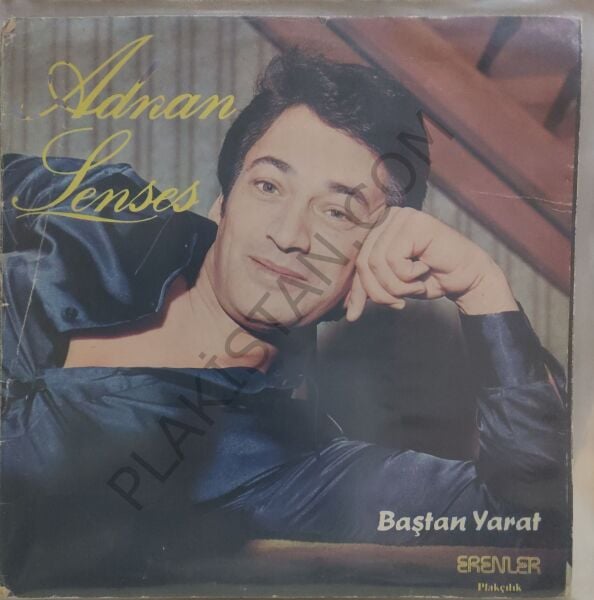 Adnan
Şenses
PLAKİSTAN.COM
Baştan Yarat
ERENLER
Plakçılık